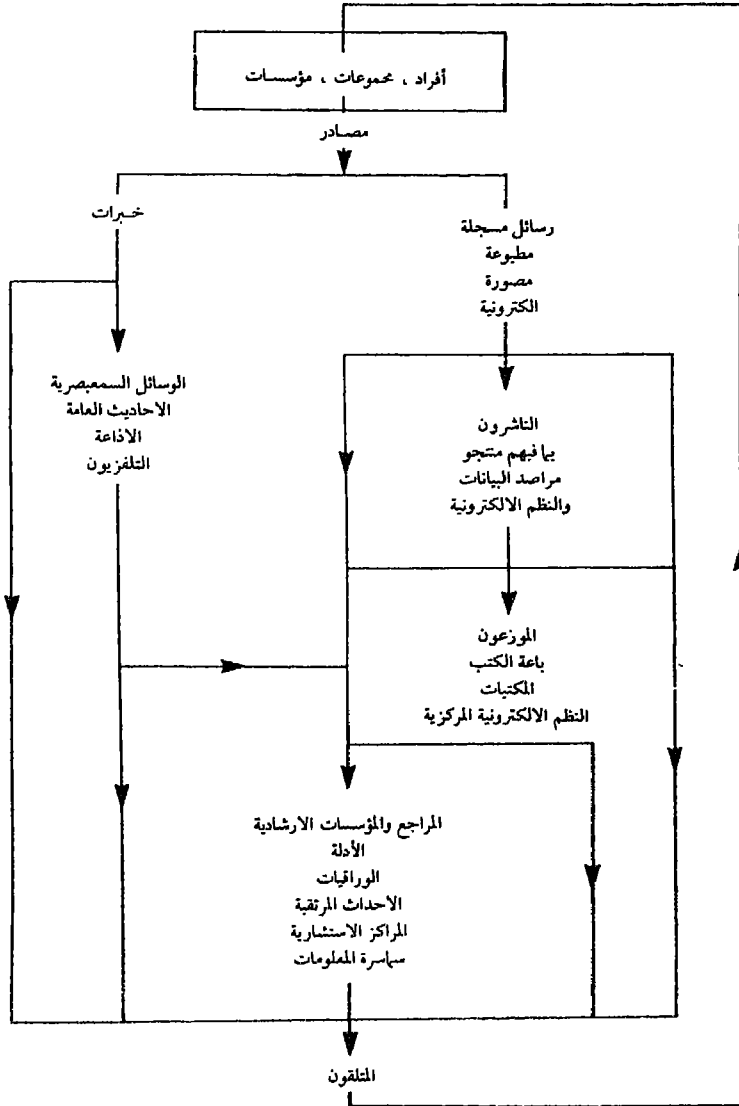 أفراد ، مجموعات ، مؤسسات
مصادر
خبرات
رسائل مسجلة
مطبوعة
مصورة
الكترونية
الوسائل السمعبصرية
الاحاديث العامة
الاذاعة
التلفزيون
الناشرون
بما فيهم منتجو
مراصد البيانات
والنظم الالكترونية
الموزعون
باعة الكتب
المكتبات
النظم الالكترونية المركزية
المراجع والمؤسسات الارشادية
الأدلة
الوراقيات
الاحداث المرتقبة
المراكز الاستشارية
سماسرة المعلومات
المتلقون